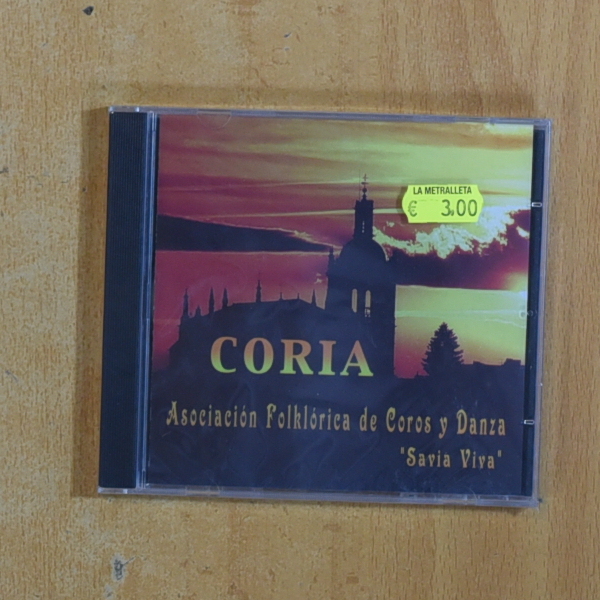 LA METRALLETA
€ 3,00
CORIA
Asociación Folklórica de Coros y Danza
"Savia Viva"